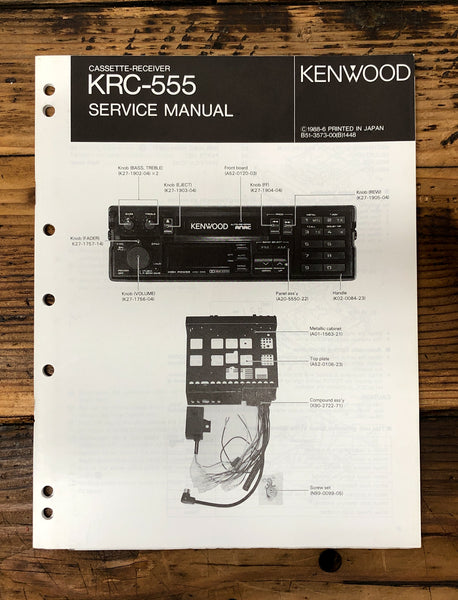 CASSETTE-RECEIVER
KRC-555
SERVICE MANUAL
KENWOOD
©1988-6 PRINTED IN JAPAN
B51-3573-00(B)1448
Knob (BASS, TREBLE)
(K27-1902-04) ×2
Knob (EJECT)
(K27-1903-04)
Front board
(A52-0120-03)
Knob (FF)
(K27-1904-04)
Knob (REW)
(K27-1905-04)
Knob (FADER)
(K27-1757-14)
KENWOOD
Knob (VOLUME)
(K27-1756-04)
Panel ass'y
(A20-5550-22)
Handle
(K02-0084-23)
Metallic cabinet
(A01-1563-21)
Top plate
(A52-0106-23)
Compound ass'y
(X90-2722-71)
Screw set
(N99-0099-05)